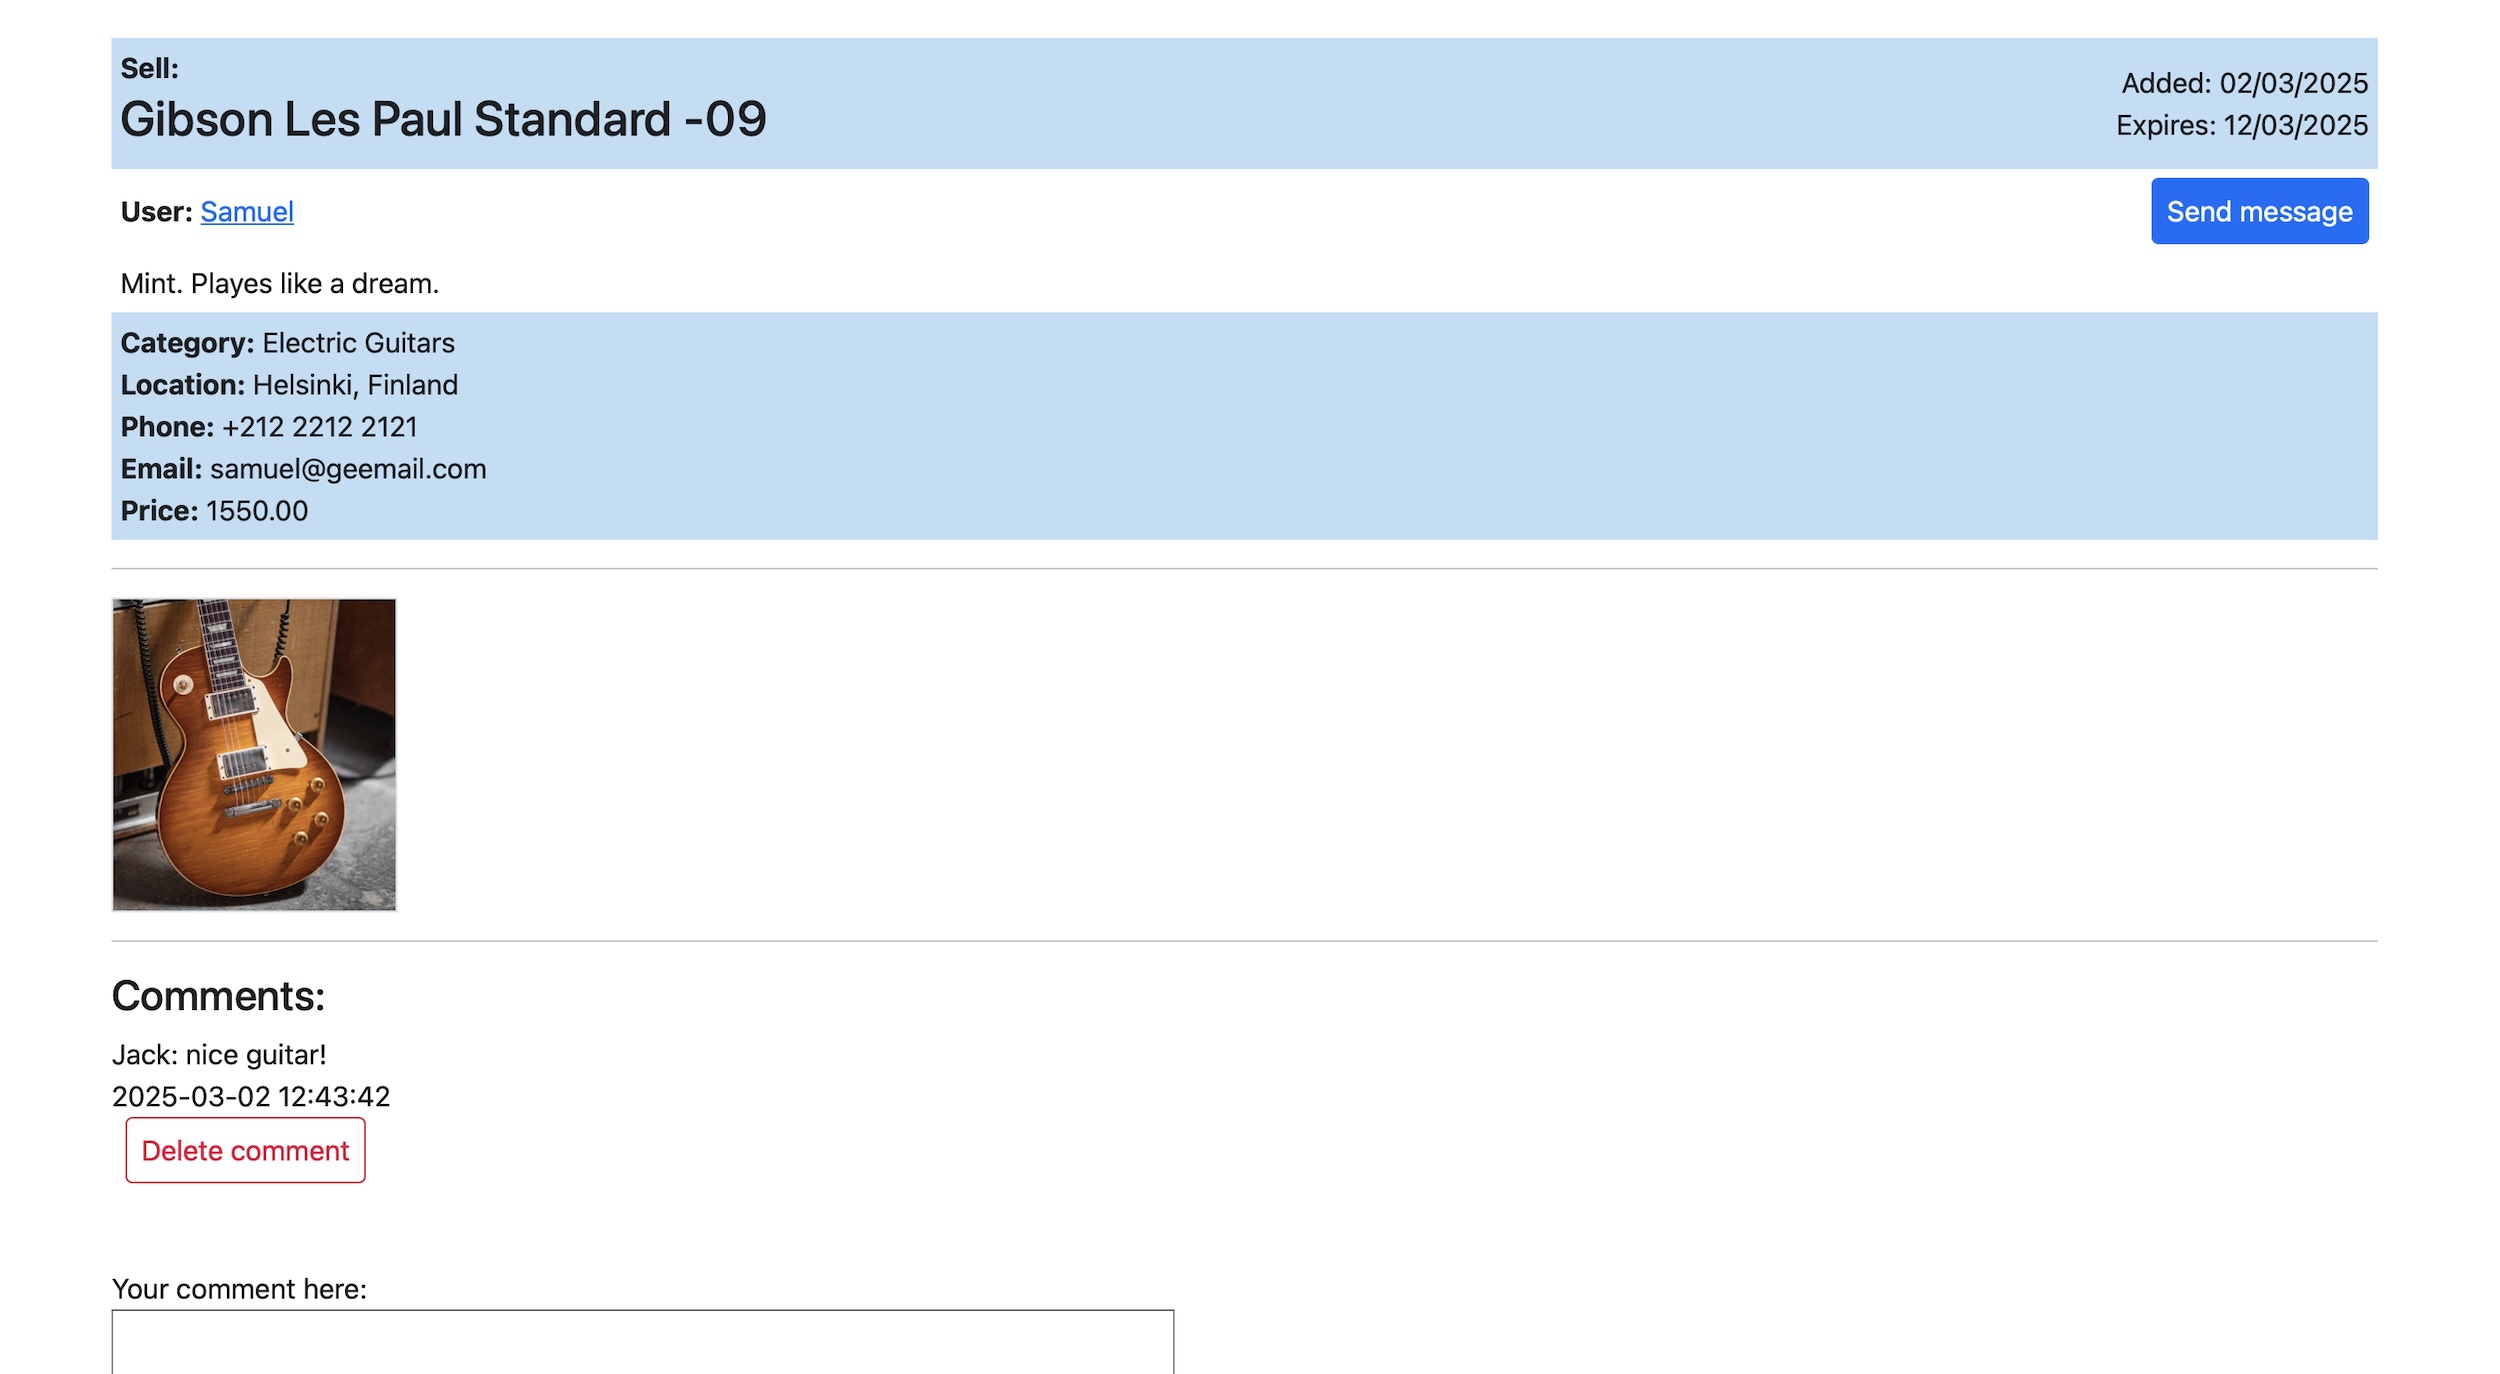 Sell:
Gibson Les Paul Standard -09
Added: 02/03/2025
Expires: 12/03/2025
User: Samuel
Send message
Mint. Playes like a dream.
Category: Electric Guitars
Location: Helsinki, Finland
Phone: +212 2212 2121
Email: samuel@geemail.com
Price: 1550.00
Comments:
Jack: nice guitar!
2025-03-02 12:43:42
Delete comment
Your comment here: